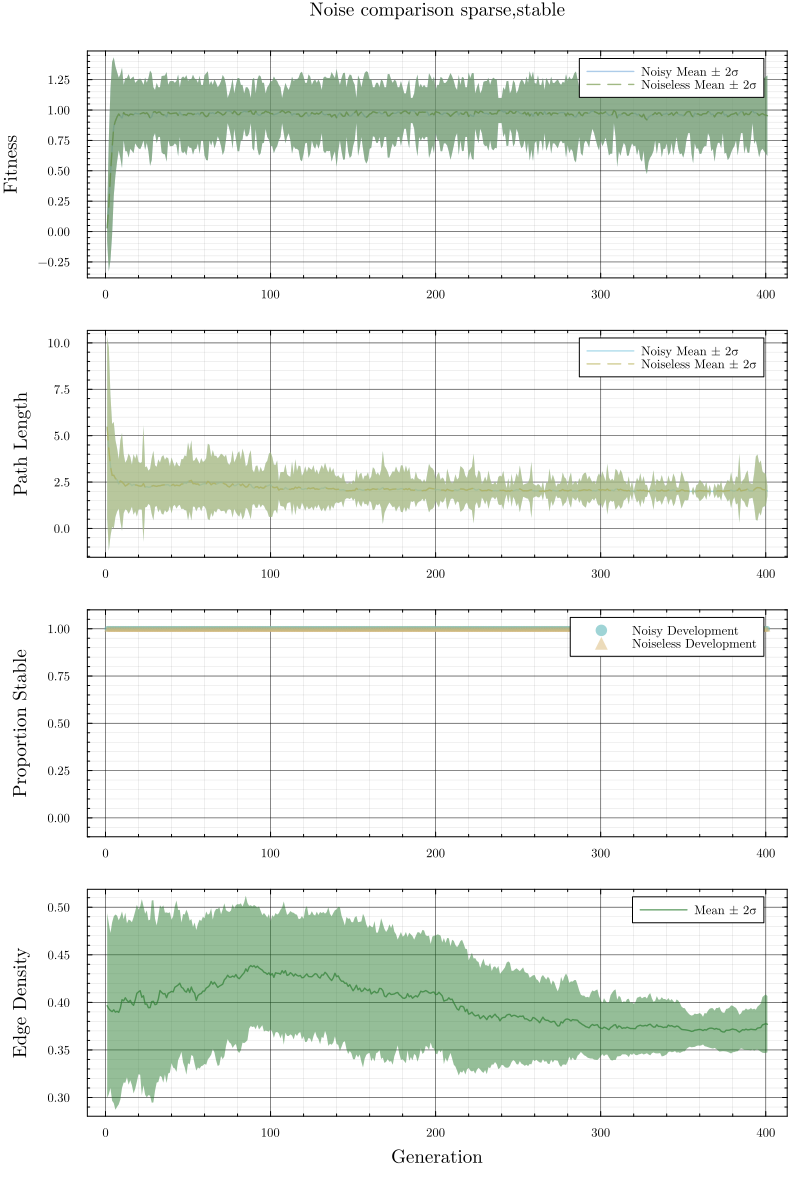 Noise comparison sparse,stable
Fitness
1.25
1.00
0.75
0.50
0.25
0.00
−0.25
Noisy Mean ± 2σ
Noiseless Mean ± 2σ
0 100 200 300 400
Path Length
10.0
7.5
5.0
2.5
0.0
Noisy Mean ± 2σ
Noiseless Mean ± 2σ
0 100 200 300 400
Proportion Stable
1.00
0.75
0.50
0.25
0.00
Noisy Development
Noiseless Development
0 100 200 300 400
Edge Density
0.50
0.45
0.40
0.35
0.30
Mean ± 2σ
0 100 200 300 400
Generation